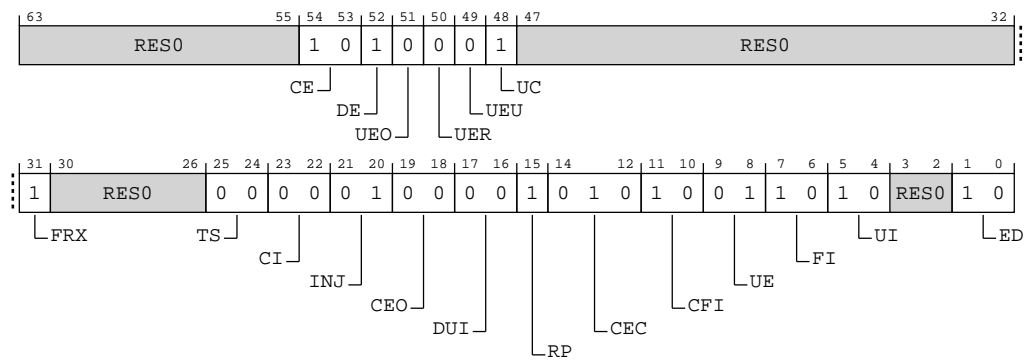 63 55 54 53 52 51 50 49 48 47 32
RES0 1 0 1 0 0 0 1 RES0
CE UC
DE UEU
UEO UER
31 30 26 25 24 23 22 21 20 19 18 17 16 15 14 12 11 10 9 8 7 6 5 4 3 2 1 0
1 RES0 0 0 0 0 0 1 0 0 0 0 1 0 1 0 1 0 0 1 1 0 1 0 RES0 1 0
FRX TS UI ED
CI FI
INJ UE
CEO CFI
DUI CEC
RP